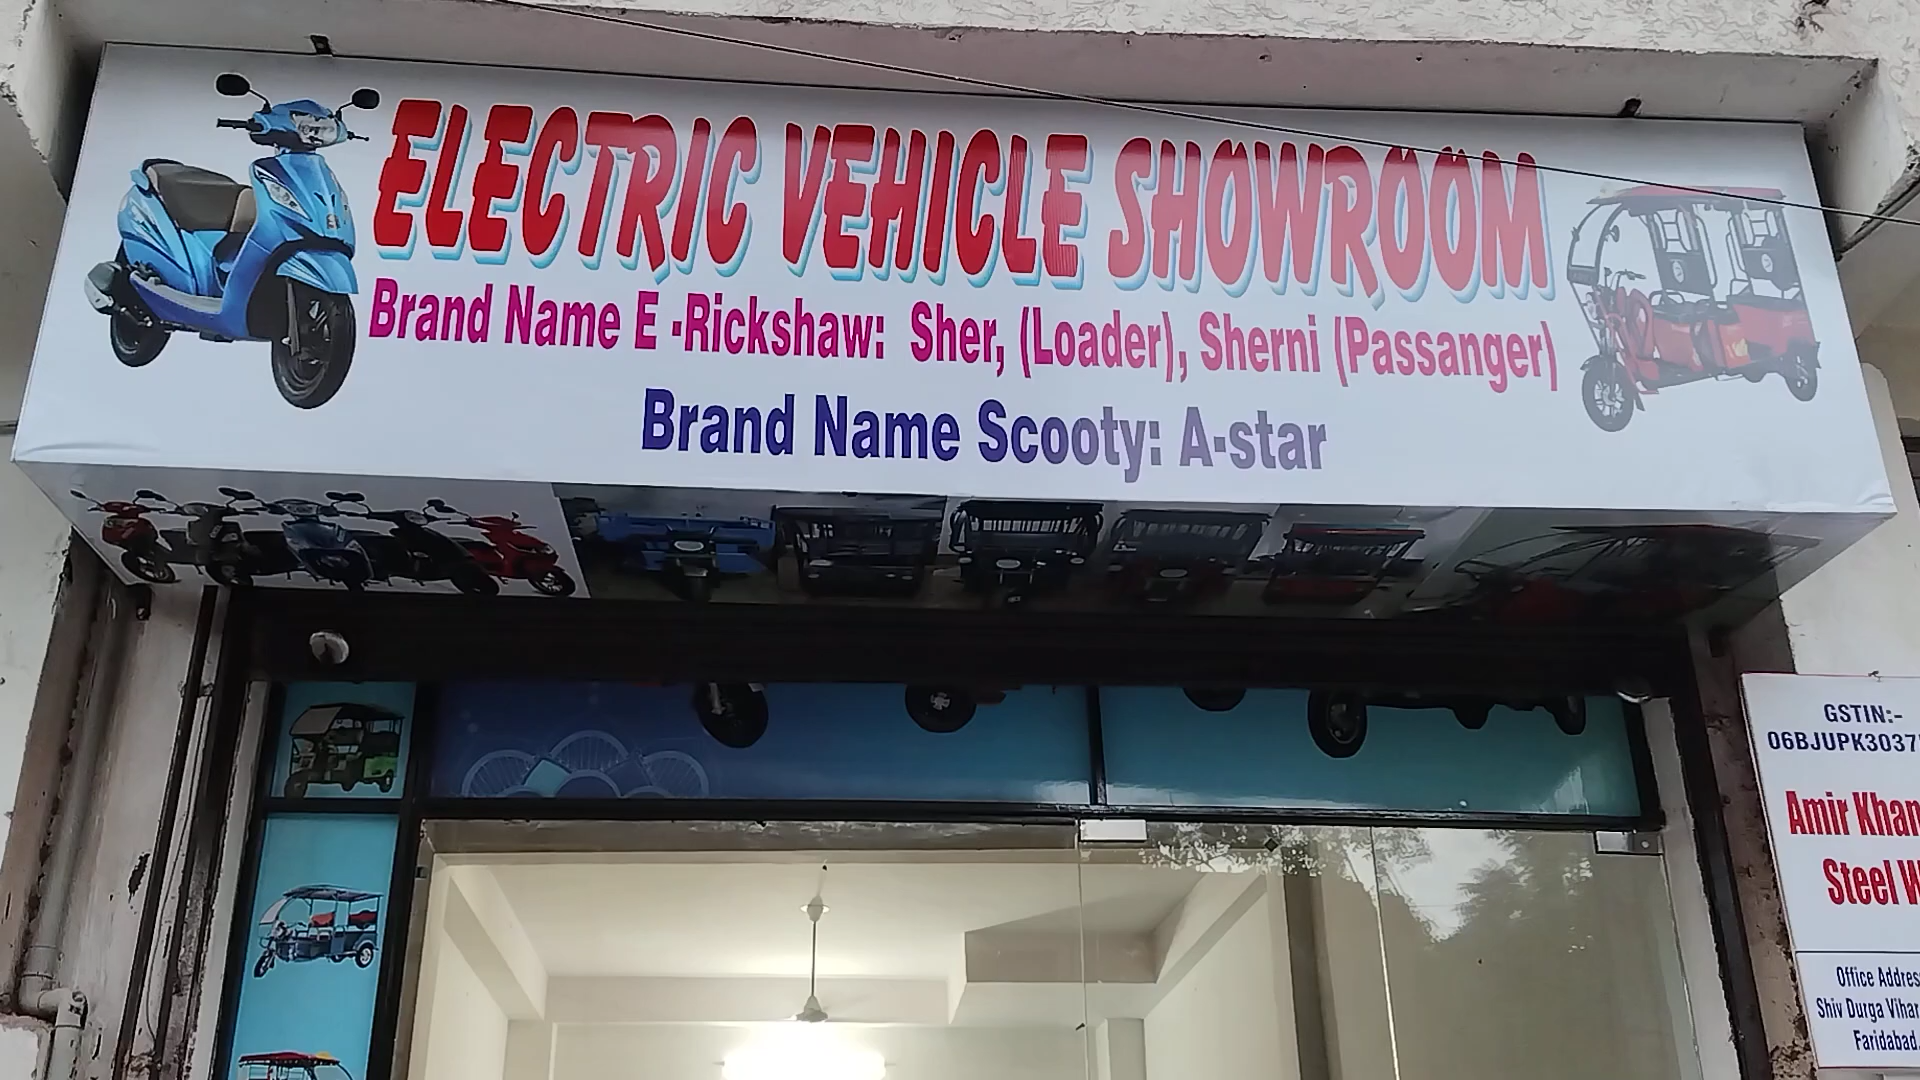 ELECTRIC VEHICLE SHOWROOM
Brand Name E -Rickshaw: Sher, (Loader), Sherni (Passanger)
Brand Name Scooty: A-star
GSTIN:-
06BJUPK3037
Amir Khan
Steel
Office
Shiv Durga
Faridabad